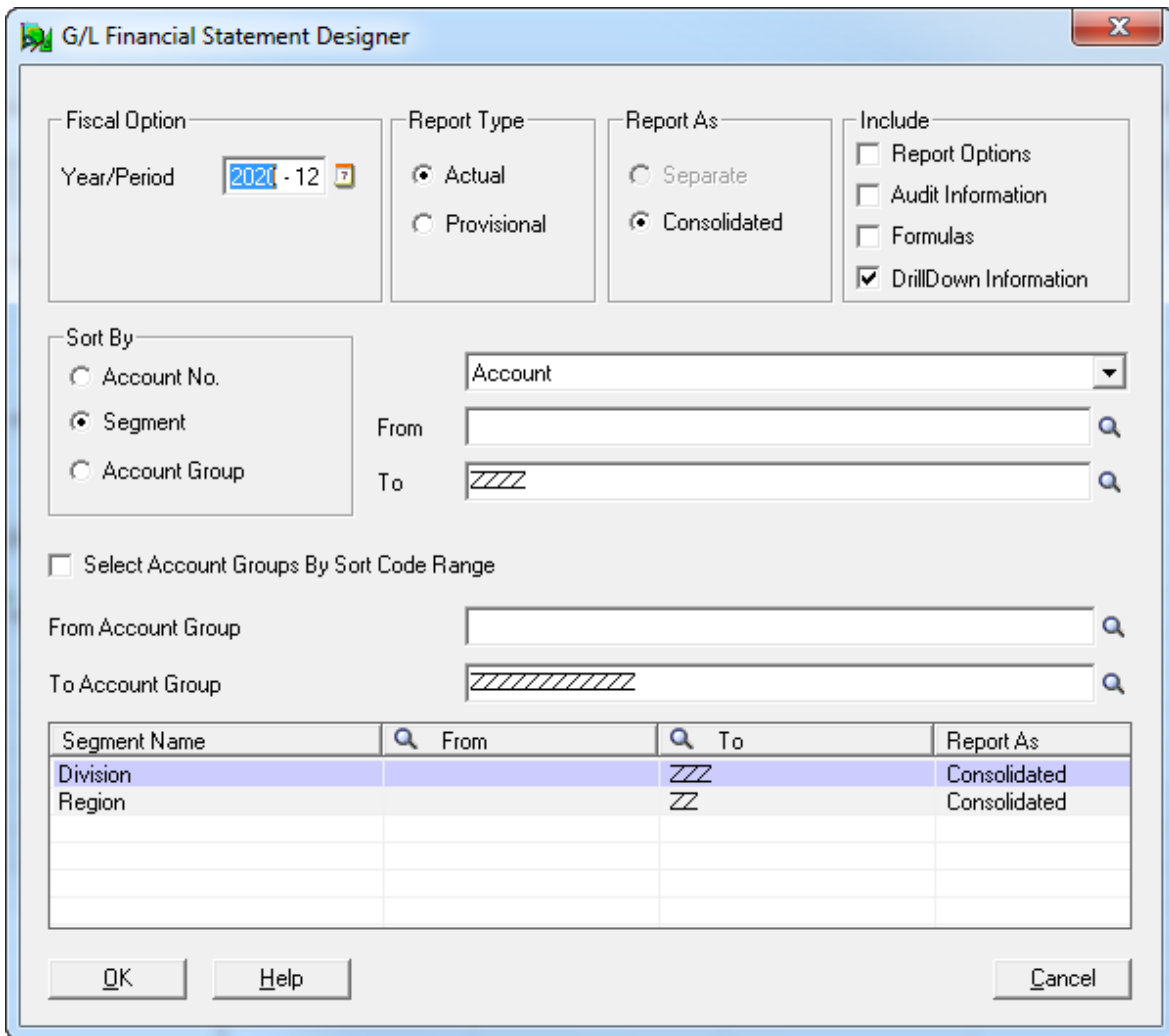 G/L Financial Statement Designer
Fiscal Option
Year/Period 2020 - 12
Report Type
Actual
Provisional
Report As
Separate
Consolidated
Include
Report Options
Audit Information
Formulas
DrillDown Information
Sort By
Account No.
Segment
Account Group
Account
From
To ZZZZ
Select Account Groups By Sort Code Range
From Account Group
To Account Group ZZZZZZZZZZZZ
Segment Name From To Report As
Division ZZZ Consolidated
Region ZZ Consolidated
OK Help Cancel